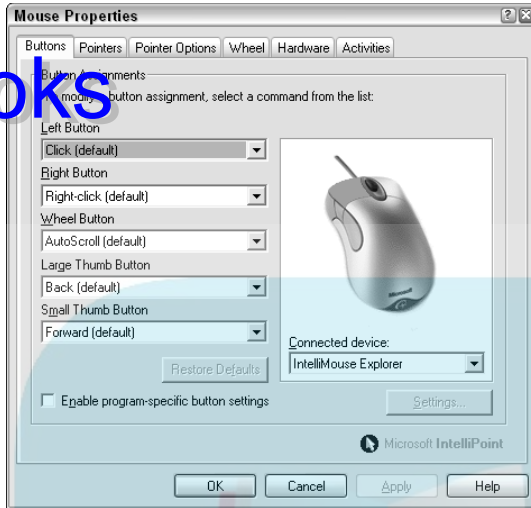 Mouse Properties
Buttons Pointers Pointer Options Wheel Hardware Activities
oks
Button Assignments
modify button assignment, select a command from the list:
Left Button
Click (default)
Right Button
Right-click (default)
Wheel Button
AutoScroll (default)
Large Thumb Button
Back (default)
Small Thumb Button
Forward (default)
Restore Defaults
Microsoft
Connected device:
IntelliMouse Explorer
Enable program-specific button settings
Settings...
Microsoft IntelliPoint
OK Cancel Apply Help